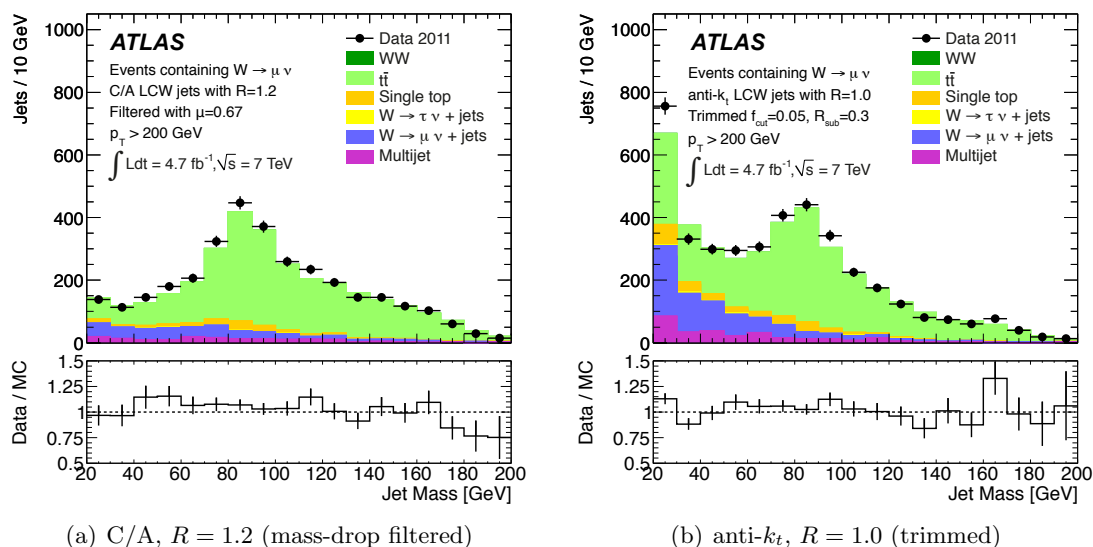 Jets / 10 GeV
1000
800
600
400
200
0
ATLAS
Events containing W → μ ν
C/A LCW jets with R=1.2
Filtered with μ=0.67
p_T > 200 GeV
∫ Ldt = 4.7 fb⁻¹,√s = 7 TeV
Data 2011
WW
tt̄
Single top
W → τ ν + jets
W → μ ν + jets
Multijet
Data / MC
1.5
1.25
1
0.75
0.5
20 40 60 80 100 120 140 160 180 200
Jet Mass [GeV]
(a) C/A, R = 1.2 (mass-drop filtered)
Jets / 10 GeV
1000
800
600
400
200
0
ATLAS
Events containing W → μ ν
anti-k_t LCW jets with R=1.0
Trimmed f_cut=0.05, R_sub=0.3
p_T > 200 GeV
∫ Ldt = 4.7 fb⁻¹,√s = 7 TeV
Data 2011
WW
tt̄
Single top
W → τ ν + jets
W → μ ν + jets
Multijet
Data / MC
1.5
1.25
1
0.75
0.5
20 40 60 80 100 120 140 160 180 200
Jet Mass [GeV]
(b) anti-k_t, R = 1.0 (trimmed)